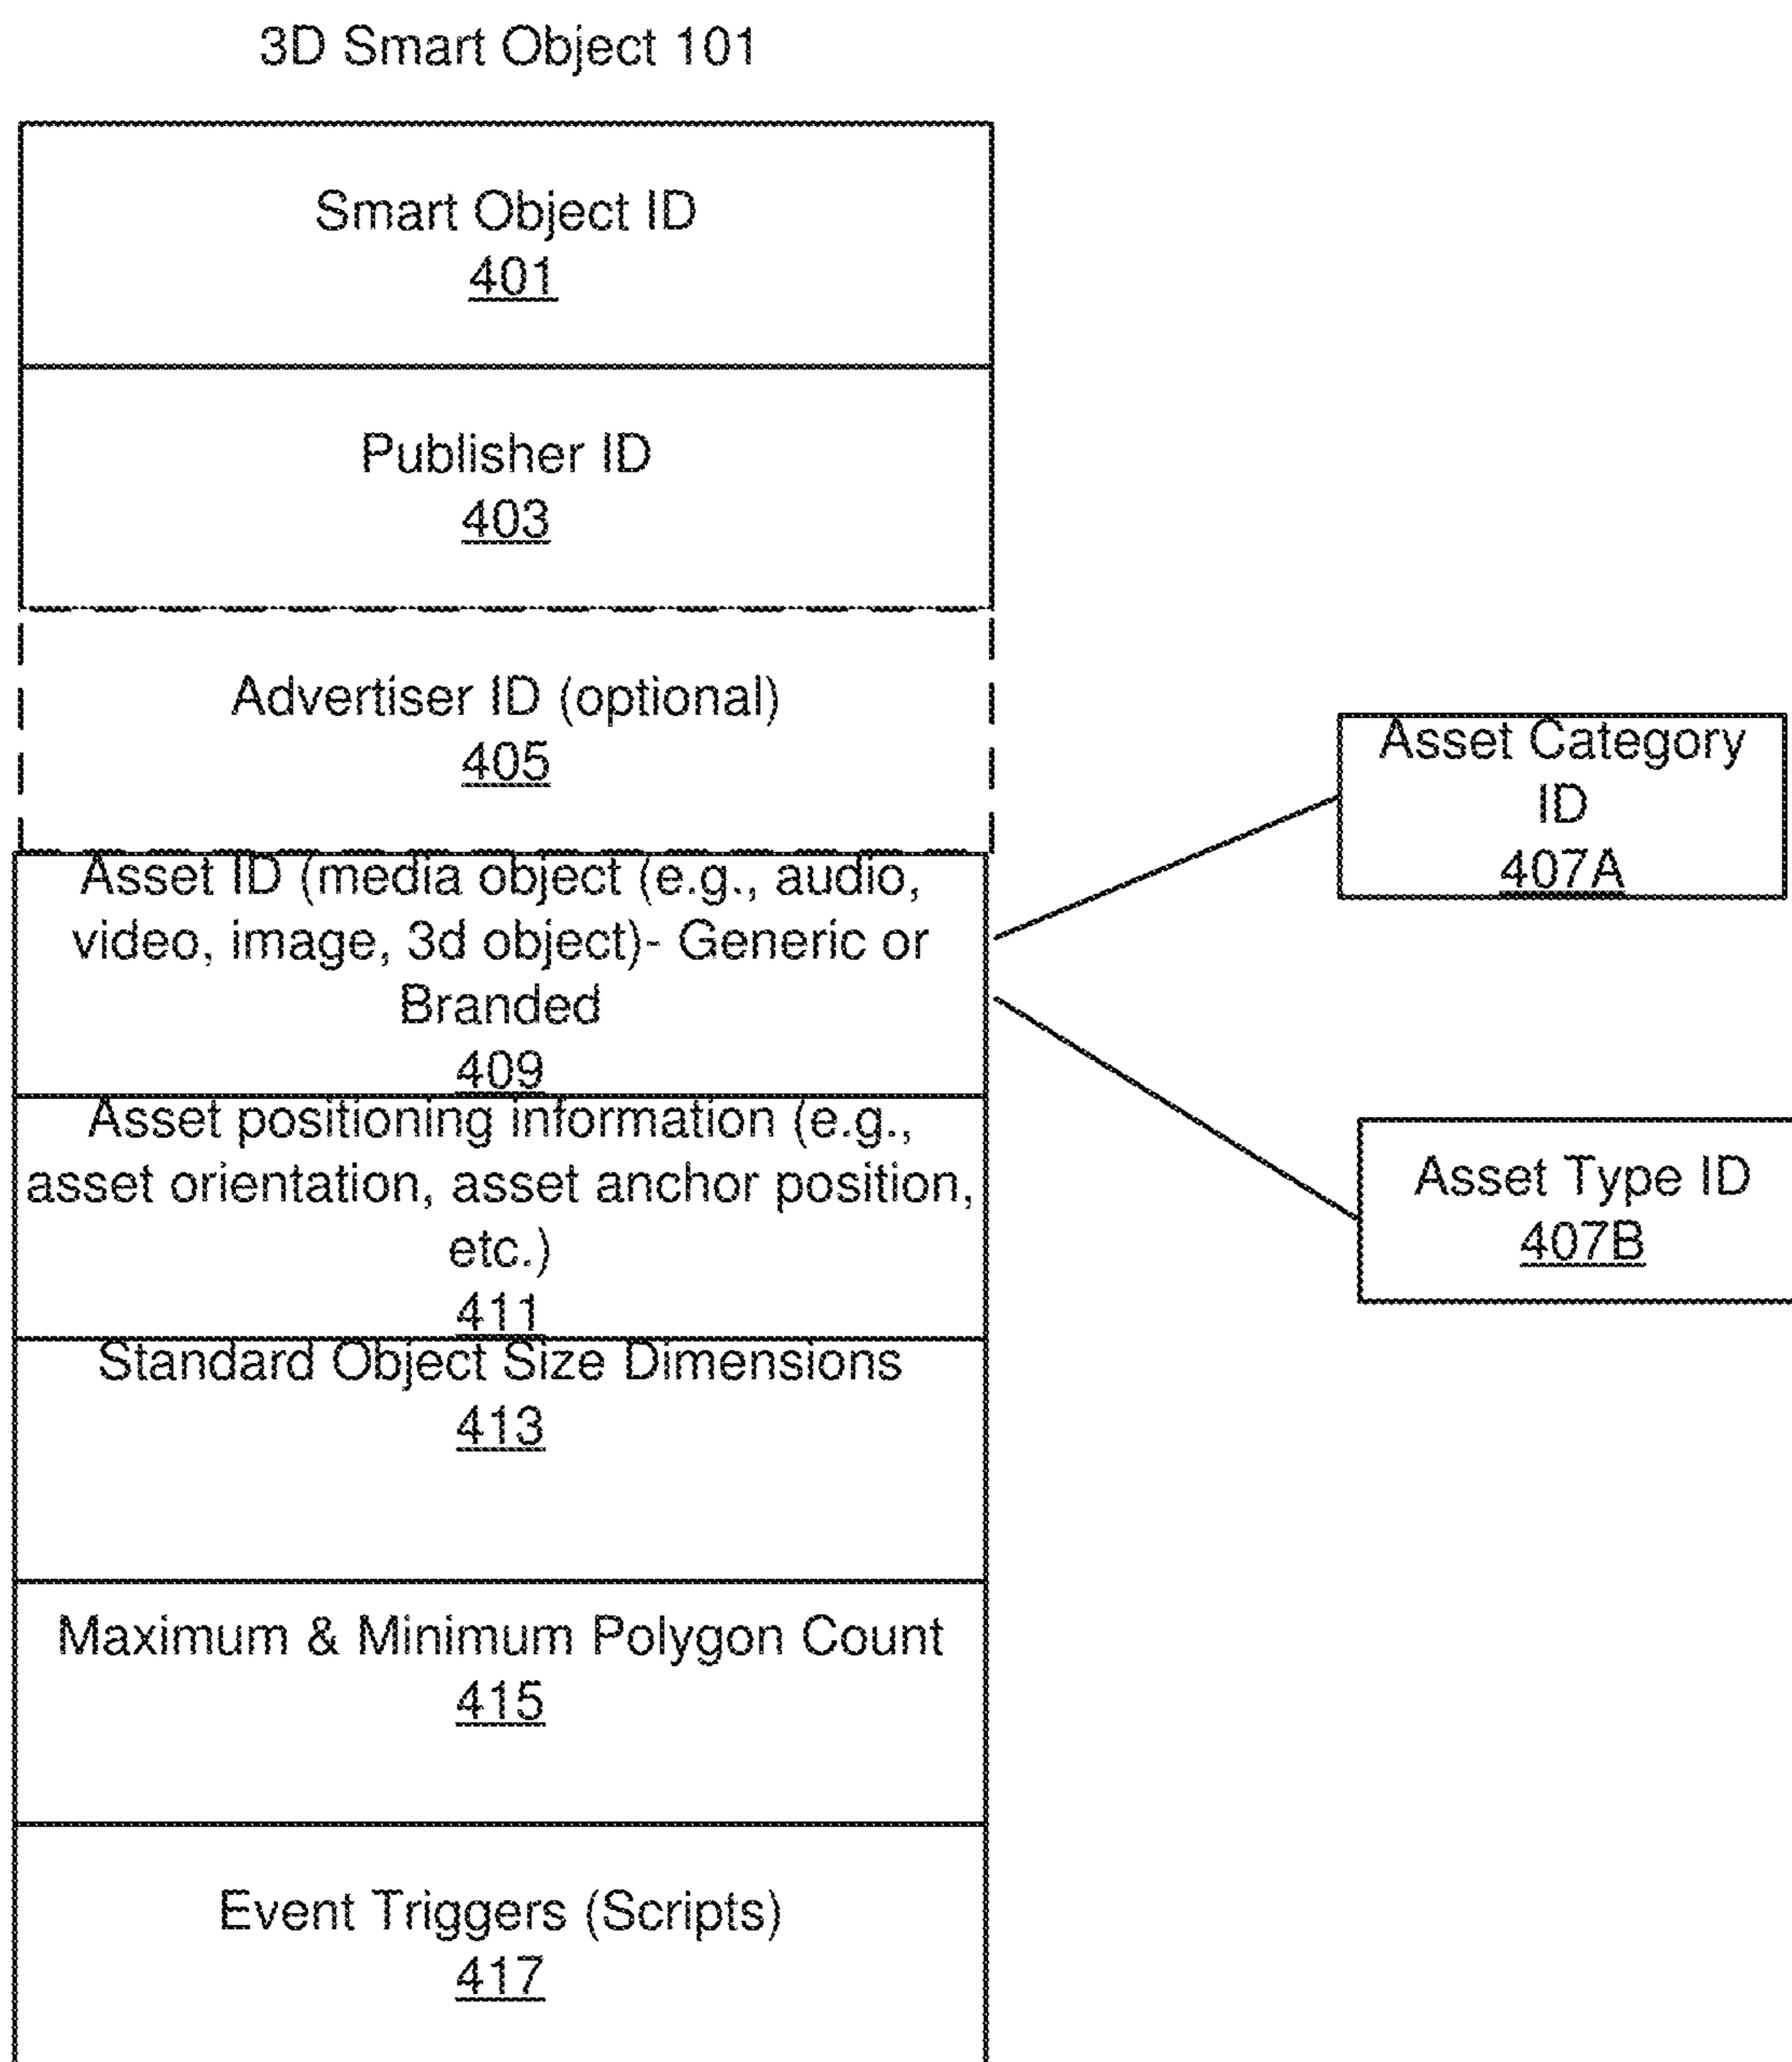 3D Smart Object 101
Smart Object ID
401
Publisher ID
403
Advertiser ID (optional)
405
Asset ID (media object (e.g., audio,
video, image, 3d object)- Generic or
Branded
409
Asset Category
ID
407A
Asset Type ID
407B
Asset positioning information (e.g.,
asset orientation, asset anchor position,
etc.)
411
Standard Object Size Dimensions
413
Maximum & Minimum Polygon Count
415
Event Triggers (Scripts)
417